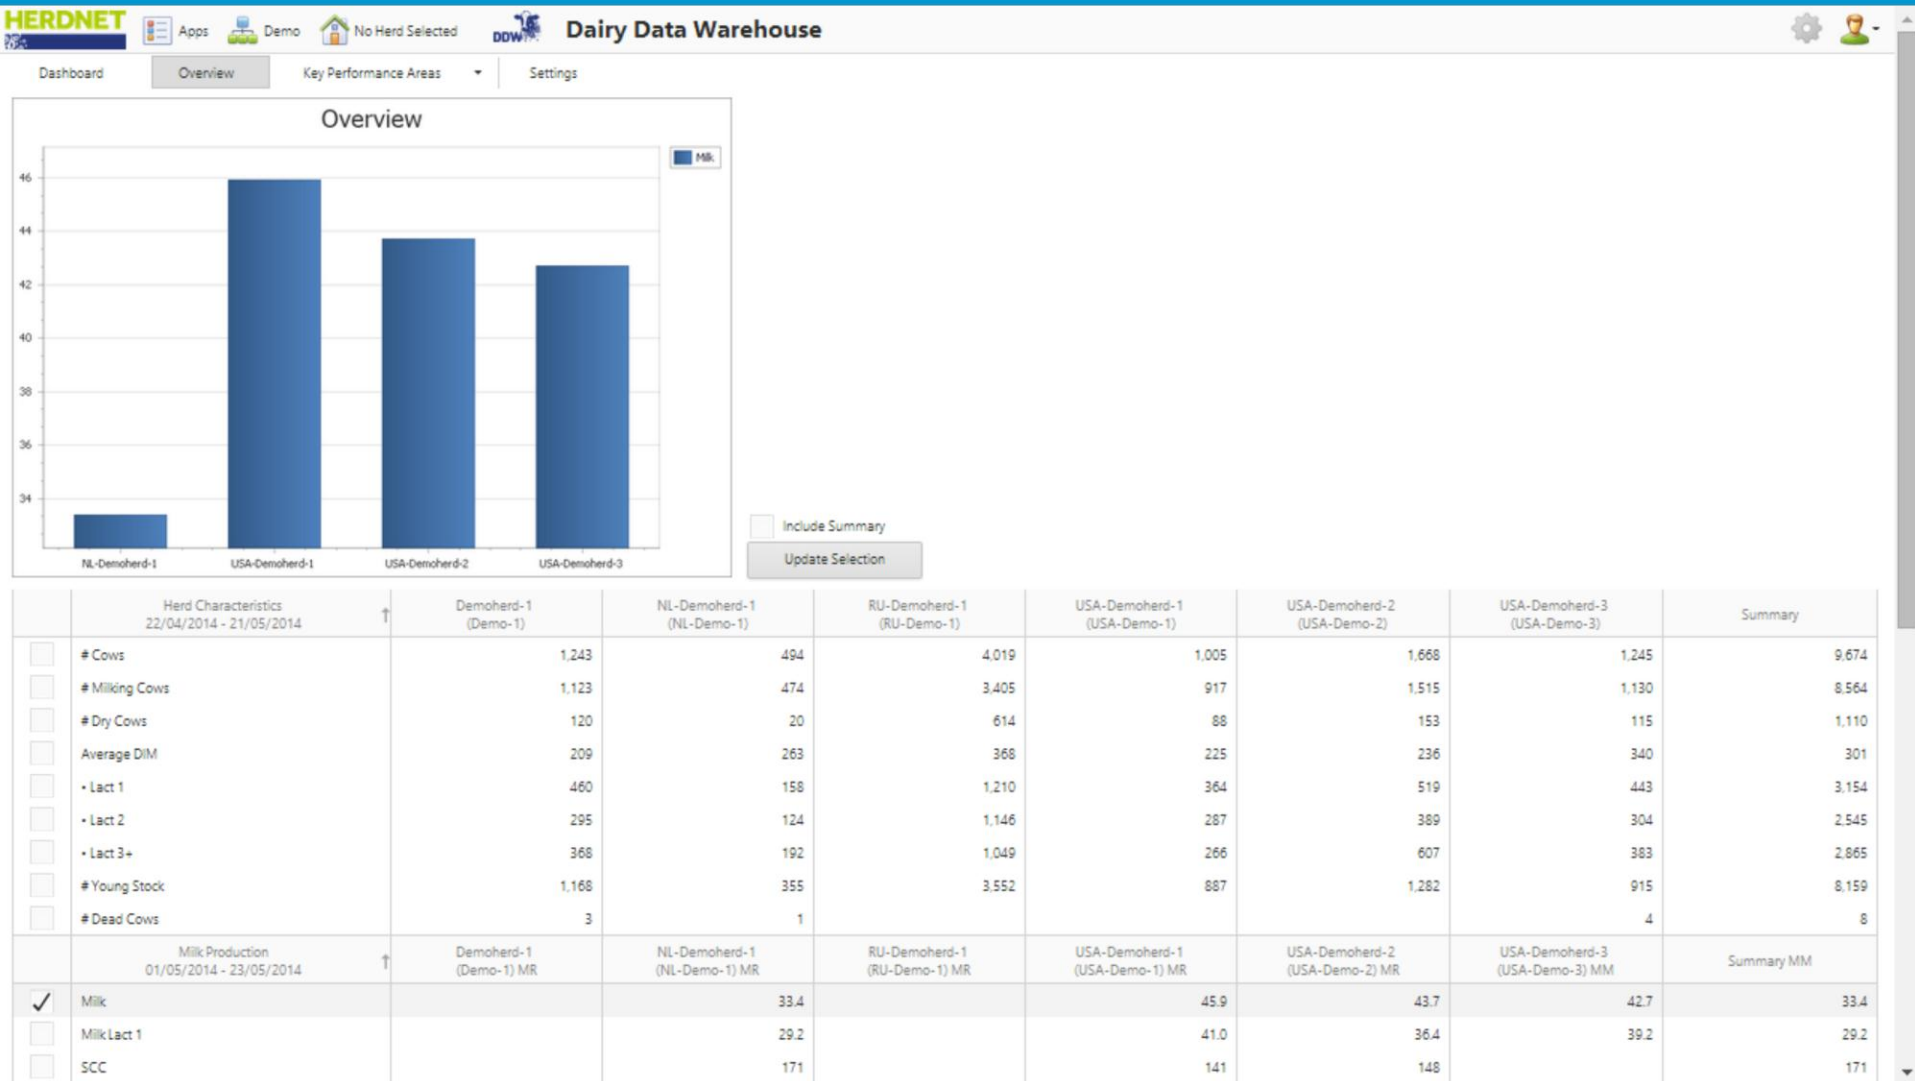 HERDNET Apps Demo No Herd Selected DDW Dairy Data Warehouse
Dashboard Overview Key Performance Areas Settings
Overview
Milk
46
44
42
40
38
36
34
NL-Demoherd-1 USA-Demoherd-1 USA-Demoherd-2 USA-Demoherd-3
Include Summary
Update Selection
Herd Characteristics Demoherd-1 NL-Demoherd-1 RU-Demoherd-1 USA-Demoherd-1 USA-Demoherd-2 USA-Demoherd-3 Summary
22/04/2014 - 21/05/2014 (Demo-1) (NL-Demo-1) (RU-Demo-1) (USA-Demo-1) (USA-Demo-2) (USA-Demo-3)
# Cows 1,243 494 4,019 1,005 1,668 1,245 9,674
# Milking Cows 1,123 474 3,405 917 1,515 1,130 8,564
# Dry Cows 120 20 614 88 153 115 1,110
Average DIM 209 263 368 225 236 340 301
• Lact 1 460 158 1,210 364 519 443 3,154
• Lact 2 295 124 1,146 287 389 304 2,545
• Lact 3+ 368 192 1,049 266 607 383 2,865
# Young Stock 1,168 355 3,552 887 1,282 915 8,159
# Dead Cows 3 1 4 8
Milk Production Demoherd-1 NL-Demoherd-1 RU-Demoherd-1 USA-Demoherd-1 USA-Demoherd-2 USA-Demoherd-3 Summary MM
01/05/2014 - 23/05/2014 (Demo-1) MR (NL-Demo-1) MR (RU-Demo-1) MR (USA-Demo-1) MR (USA-Demo-2) MR (USA-Demo-3) MM
Milk 33.4 45.9 43.7 42.7 33.4
Milk Lact 1 29.2 41.0 36.4 39.2 29.2
SCC 171 141 148 171